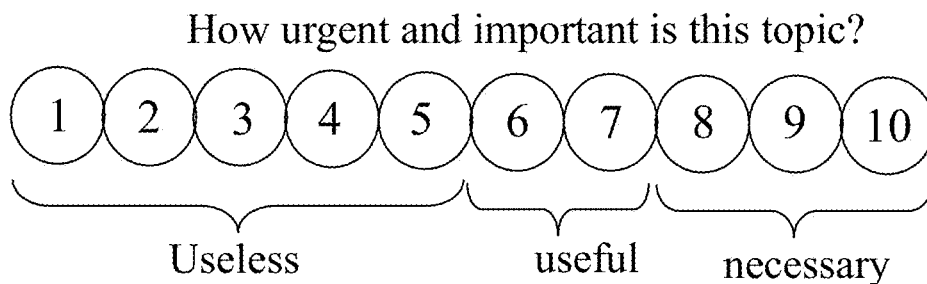 How urgent and important is this topic?
1 2 3 4 5 6 7 8 9 10
Useless useful necessary